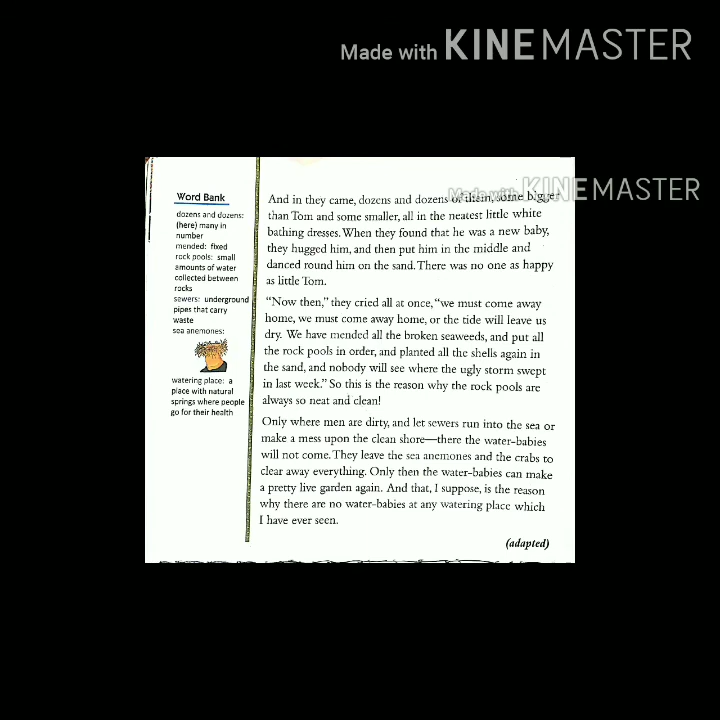 Made with KINEMASTER
Made with KINEMASTER
Word Bank
dozens and dozens:
(here) many in
number
mended: fixed
rock pools: small
amounts of water
collected between
rocks
sewers: underground
pipes that carry
waste
sea anemones:
watering place: a
place with natural
springs where people
go for their health
And in they came, dozens and dozens of them, some bigger
than Tom and some smaller, all in the neatest little white
bathing dresses. When they found that he was a new baby,
they hugged him, and then put him in the middle and
danced round him on the sand. There was no one as happy
as little Tom.
"Now then," they cried all at once, "we must come away
home, we must come away home, or the tide will leave us
dry. We have mended all the broken seaweeds, and put all
the rock pools in order, and planted all the shells again in
the sand, and nobody will see where the ugly storm swept
in last week." So this is the reason why the rock pools are
always so neat and clean!
Only where men are dirty, and let sewers run into the sea or
make a mess upon the clean shore—there the water-babies
will not come. They leave the sea anemones and the crabs to
clear away everything. Only then the water-babies can make
a pretty live garden again. And that, I suppose, is the reason
why there are no water-babies at any watering place which
I have ever seen.
(adapted)